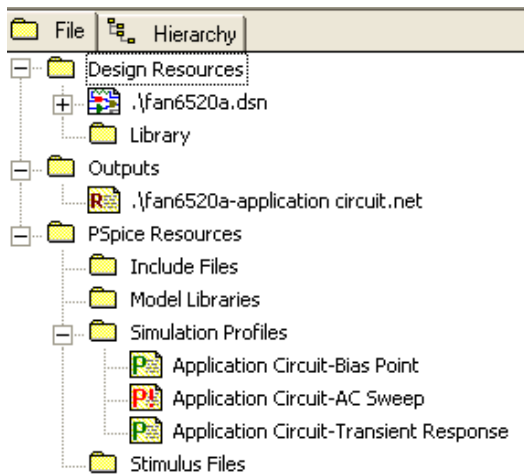 File Hierarchy
Design Resources
.\fan6520a.dsn
Library
Outputs
.\fan6520a-application circuit.net
PSpice Resources
Include Files
Model Libraries
Simulation Profiles
Application Circuit-Bias Point
Application Circuit-AC Sweep
Application Circuit-Transient Response
Stimulus Files